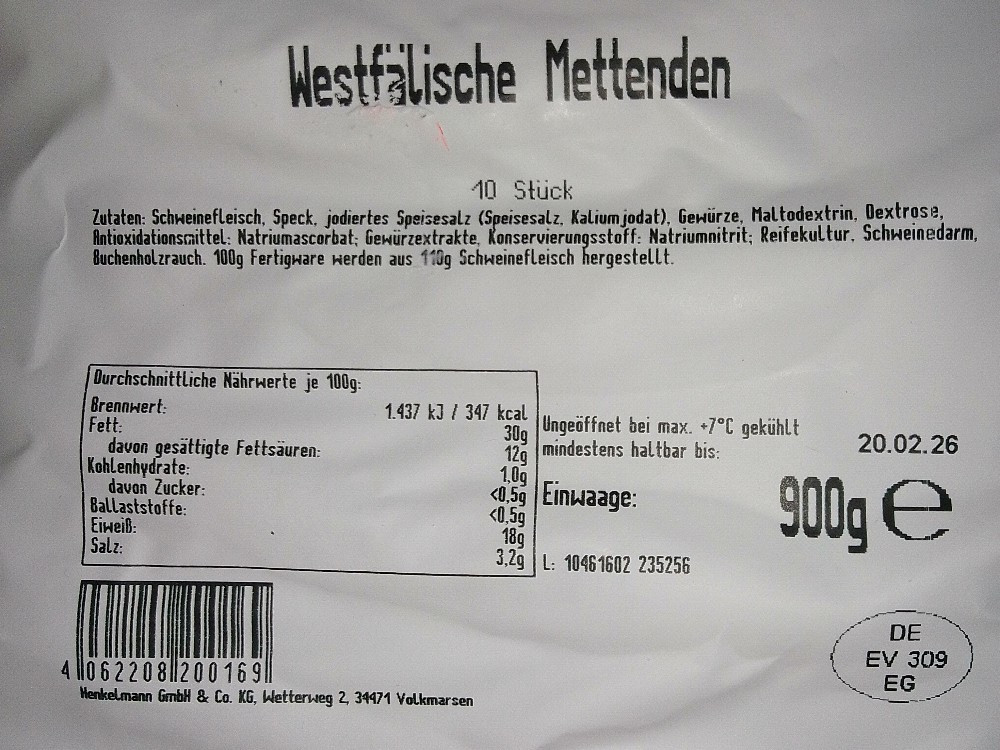 Westfälische Mettenden
10 Stück
Zutaten: Schweinefleisch, Speck, jodiertes Speisesalz (Speisesalz, Kaliumjodat), Gewürze, Maltodextrin, Dextrose,
Antioxidationsmittel: Natriumascorbat; Gewürzextrakte, Konservierungsstoff: Natriumnitrit; Reifekultur, Schweinedarm,
Buchenholzrauch. 100g Fertigware werden aus 110g Schweinefleisch hergestellt.
Durchschnittliche Nährwerte je 100g:
Brennwert: 1.437 kJ / 347 kcal
Fett: 30g
davon gesättigte Fettsäuren: 12g
Kohlenhydrate: 1,0g
davon Zucker: <0,5g
Ballaststoffe: <0,5g
Eiweiß: 18g
Salz: 3,2g
Ungeöffnet bei max. +7°C gekühlt
mindestens haltbar bis: 20.02.26
Einwaage: 900g e
L: 10461602 235256
4 062208 200169
Henkelmann GmbH & Co. KG, Wetterweg 2, 34471 Volkmarsen
DE
EV 309
EG